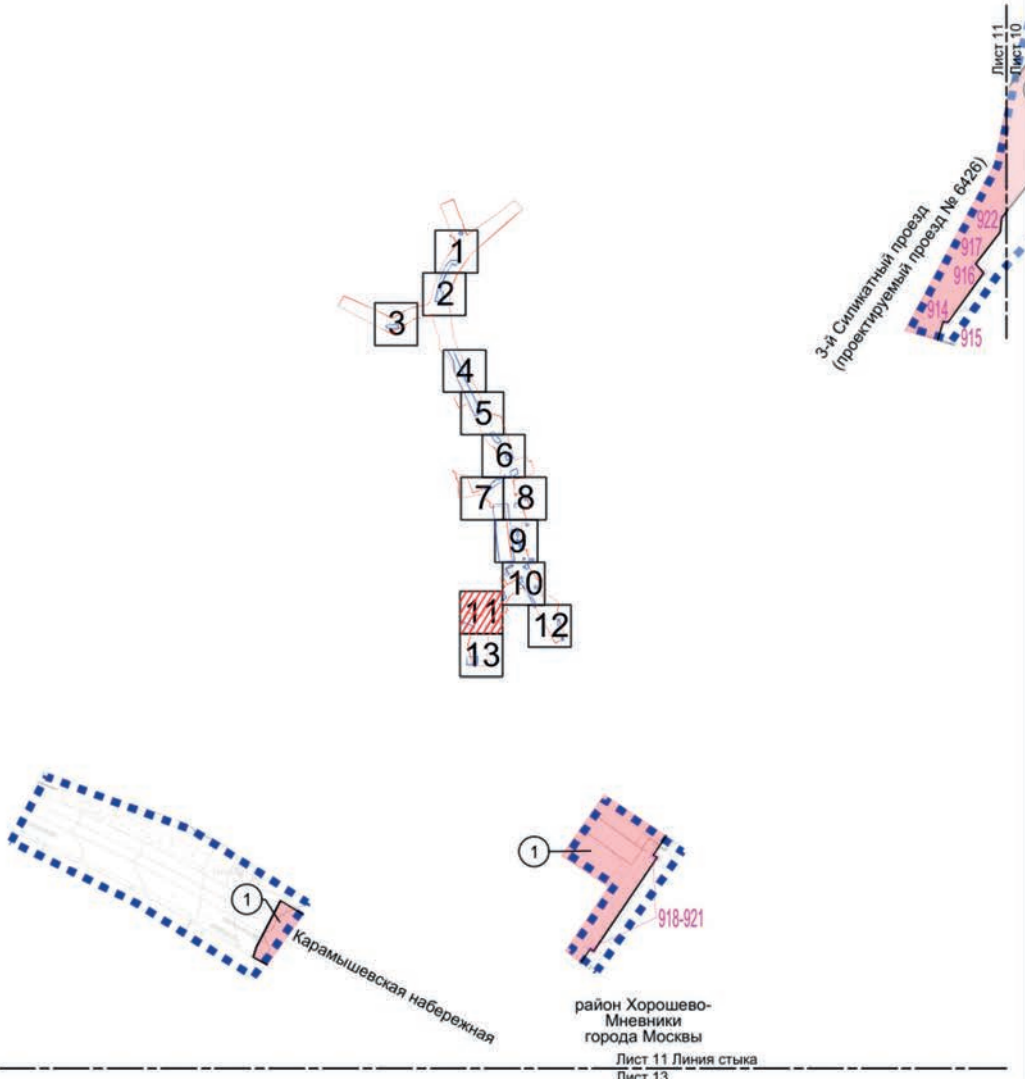 Лист 11
Лист 10
3-й Силикатный проезд
(проектируемый проезд № 6426)
922
917
916
914
915
1
2
3
4
5
6
7
8
9
10
11
12
13
1
Карамышевская набережная
1
918-921
район Хорошево-
Мневники
города Москвы
Лист 11 Линия стыка
Лист 13